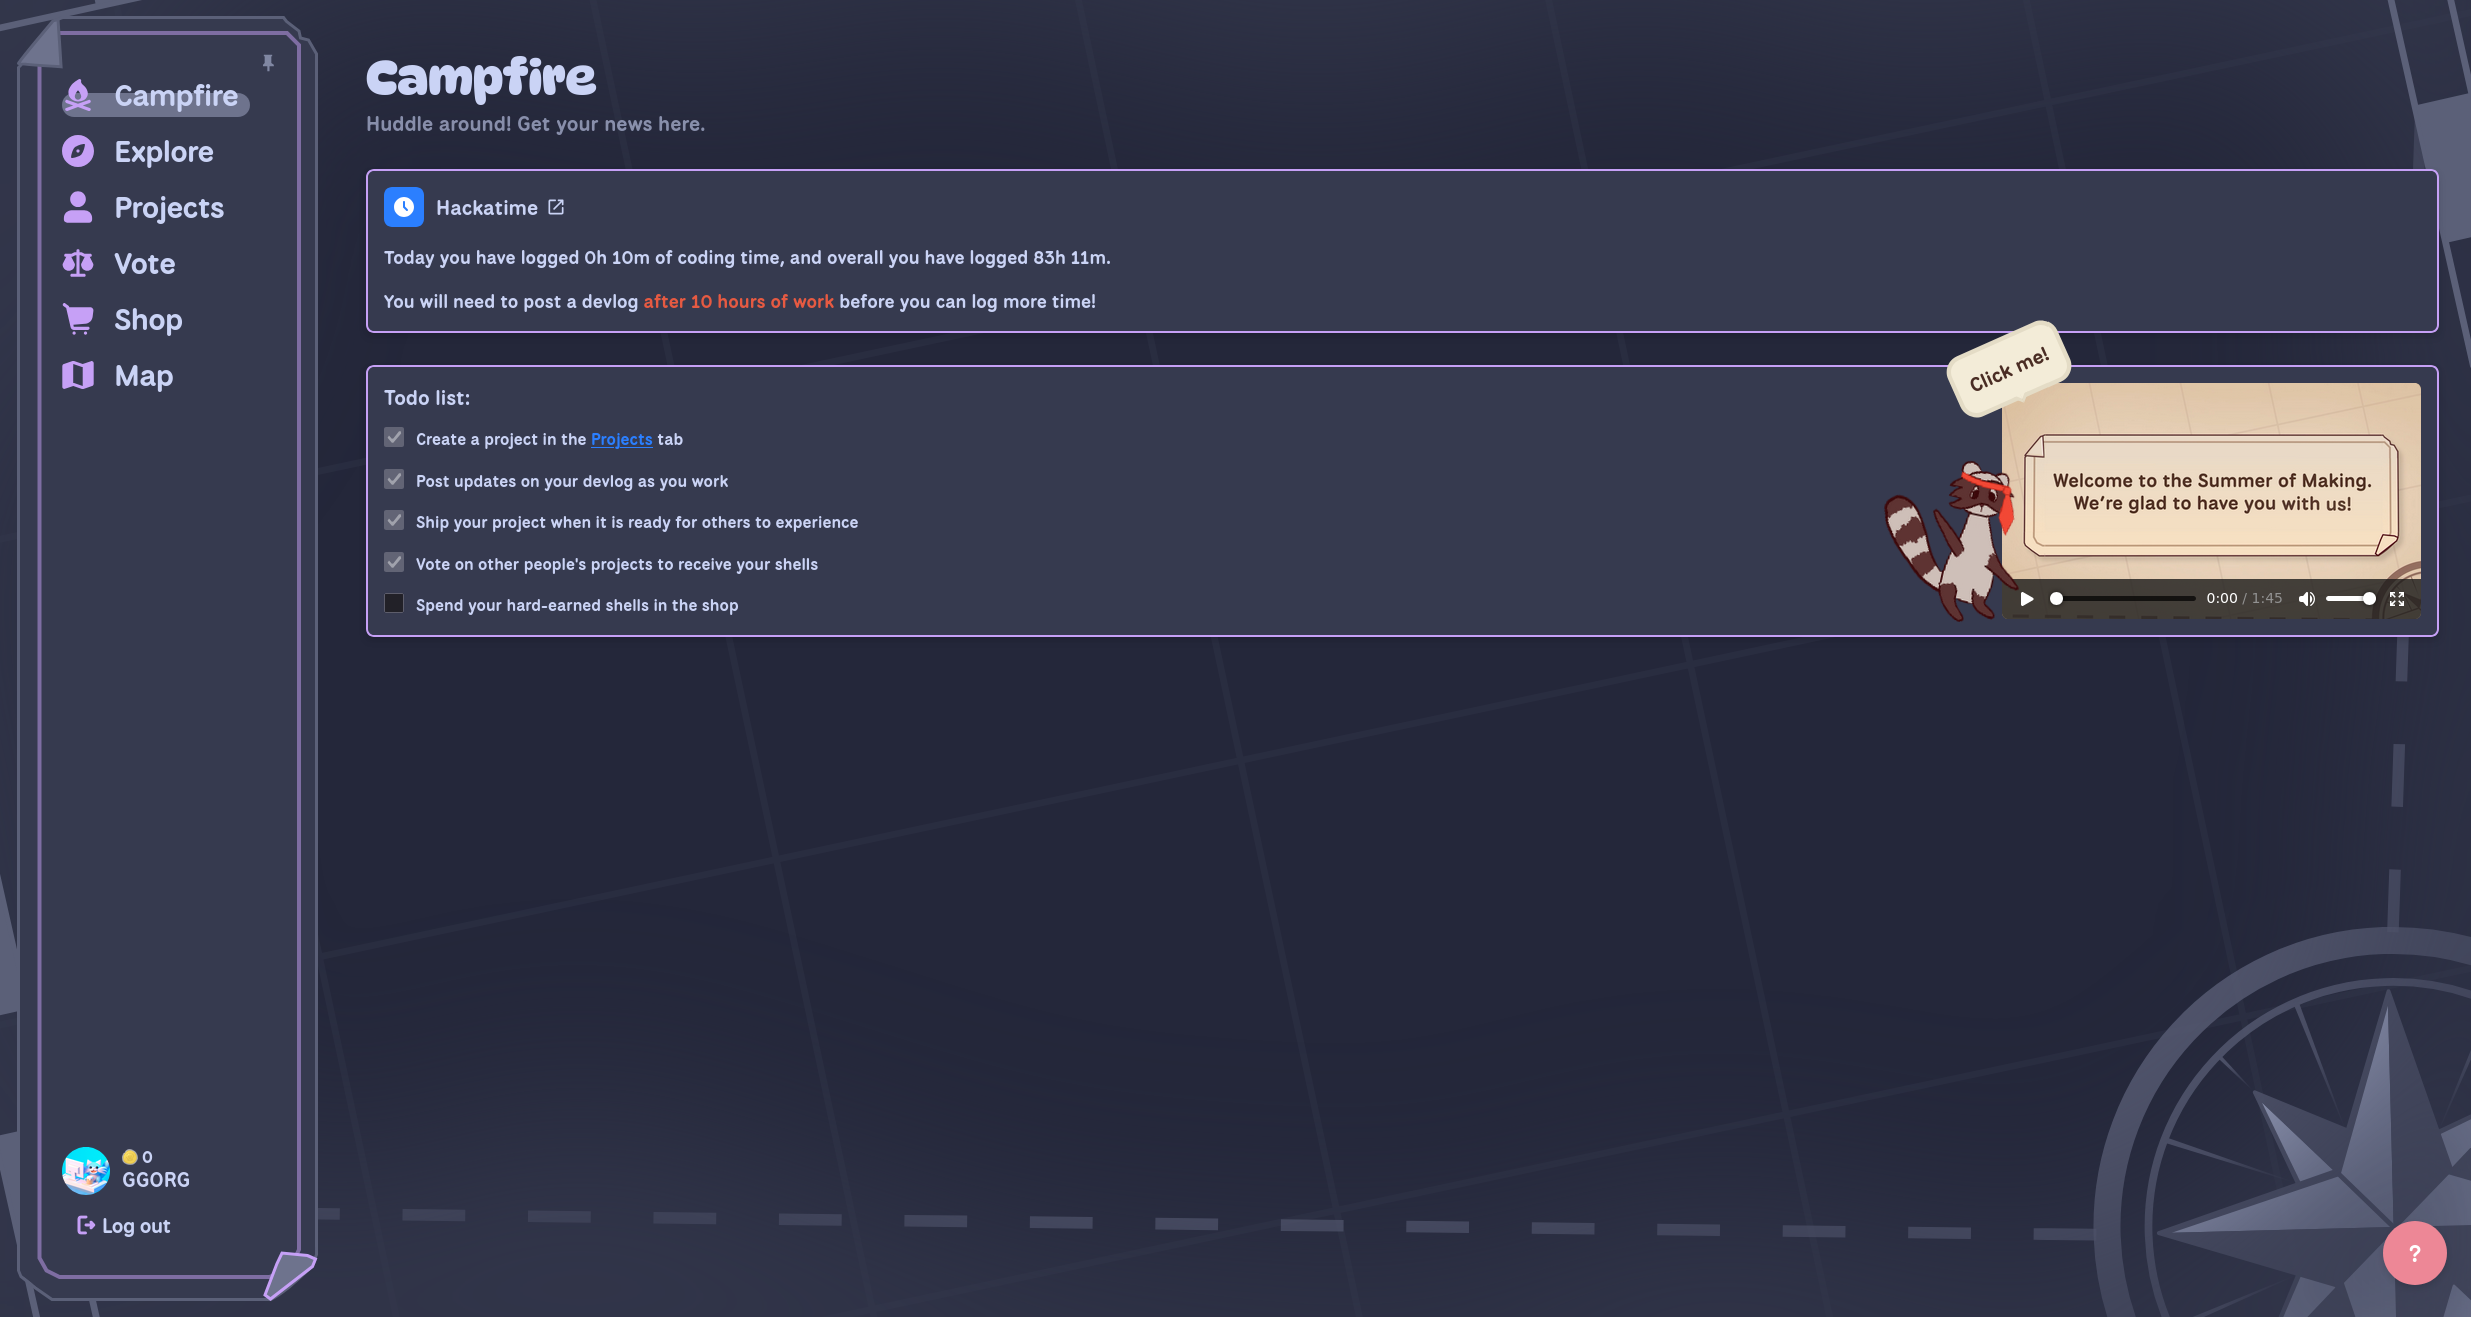 Campfire
Explore
Projects
Vote
Shop
Map
GGORG
0
Log out
Campfire
Huddle around! Get your news here.
Hackatime
Today you have logged 0h 10m of coding time, and overall you have logged 83h 11m.
You will need to post a devlog after 10 hours of work before you can log more time!
Todo list:
Create a project in the Projects tab
Post updates on your devlog as you work
Ship your project when it is ready for others to experience
Vote on other people's projects to receive your shells
Spend your hard-earned shells in the shop
Click me!
Welcome to the Summer of Making.
We're glad to have you with us!
0:00 / 1:45
?